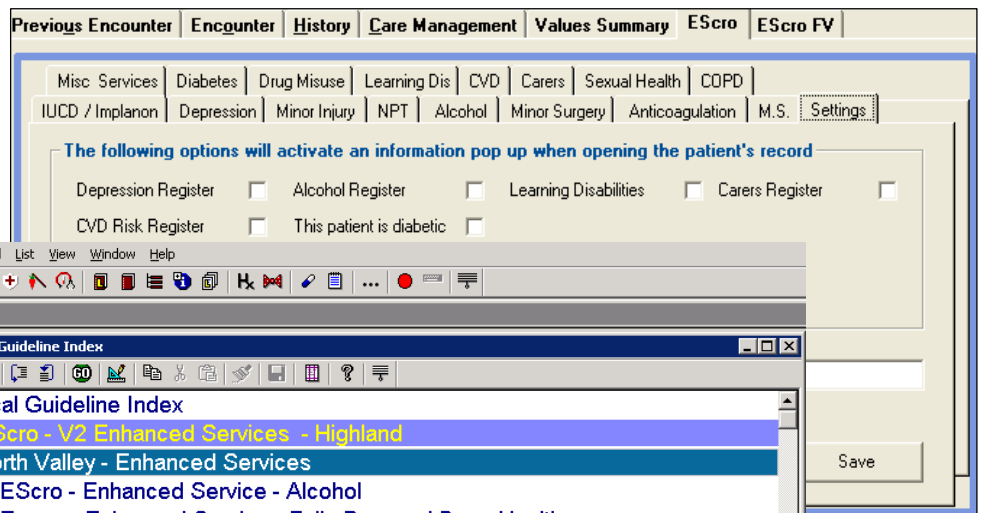 Previous Encounter Encounter History Care Management Values Summary EScro EScro FV
Misc Services Diabetes Drug Misuse Learning Dis CVD Carers Sexual Health COPD
IUCD / Implanon Depression Minor Injury NPT Alcohol Minor Surgery Anticoagulation M.S. Settings
The following options will activate an information pop up when opening the patient's record
Depression Register Alcohol Register Learning Disabilities Carers Register
CVD Risk Register This patient is diabetic
List View Window Help
Hx ...
Guideline Index
GO ?
cal Guideline Index
Scro - V2 Enhanced Services - Highland
orth Valley - Enhanced Services
EScro - Enhanced Service - Alcohol
Save